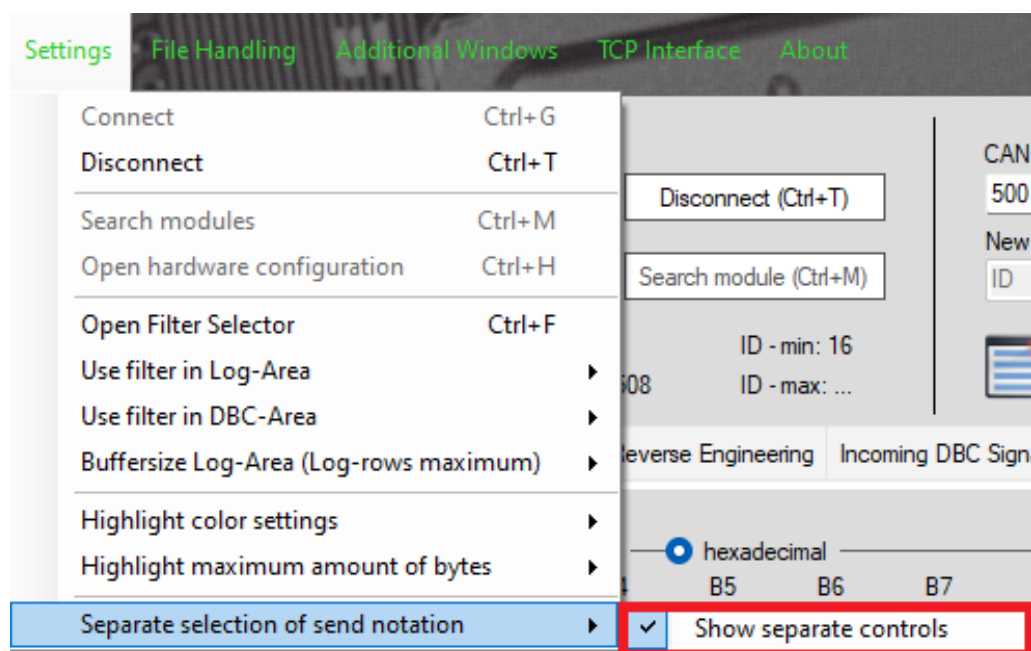 Settings File Handling Additional Windows TCP Interface About
Connect Ctrl+G
Disconnect Ctrl+T
Search modules Ctrl+M
Open hardware configuration Ctrl+H
Open Filter Selector Ctrl+F
Use filter in Log-Area
Use filter in DBC-Area
Buffersize Log-Area (Log-rows maximum)
Highlight color settings
Highlight maximum amount of bytes
Separate selection of send notation
Show separate controls
CAN
Disconnect (Ctrl+T) 500
New
Search module (Ctrl+M) ID
ID - min: 16
608 ID - max: ...
Reverse Engineering Incoming DBC Sign
hexadecimal
B5 B6 B7